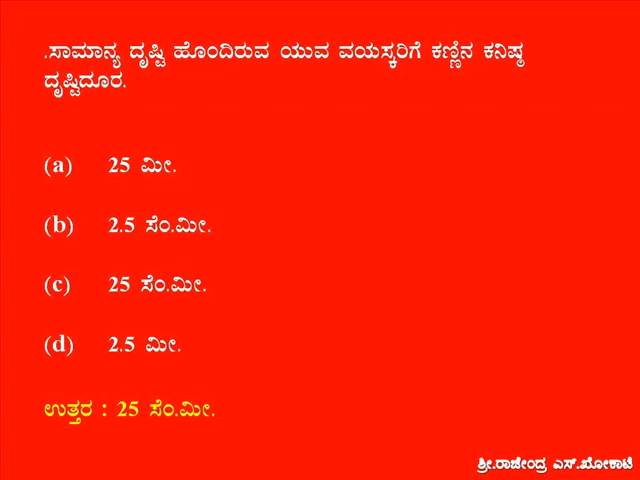 .ಸಾಮಾನ್ಯ ದೃಷ್ಟಿ ಹೊಂದಿರುವ ಯುವ ವಯಸ್ಕರಿಗೆ ಕಣ್ಣಿನ ಕನಿಷ್ಠ
ದೃಷ್ಟಿದೂರ.
(a) 25 ಮೀ.
(b) 2.5 ಸೆಂ.ಮೀ.
(c) 25 ಸೆಂ.ಮೀ.
(d) 2.5 ಮೀ.
ಉತ್ತರ : 25 ಸೆಂ.ಮೀ.
ಶ್ರೀ.ರಾಜೇಂದ್ರ ಎಸ್.ಖೋಕಾಟೆ